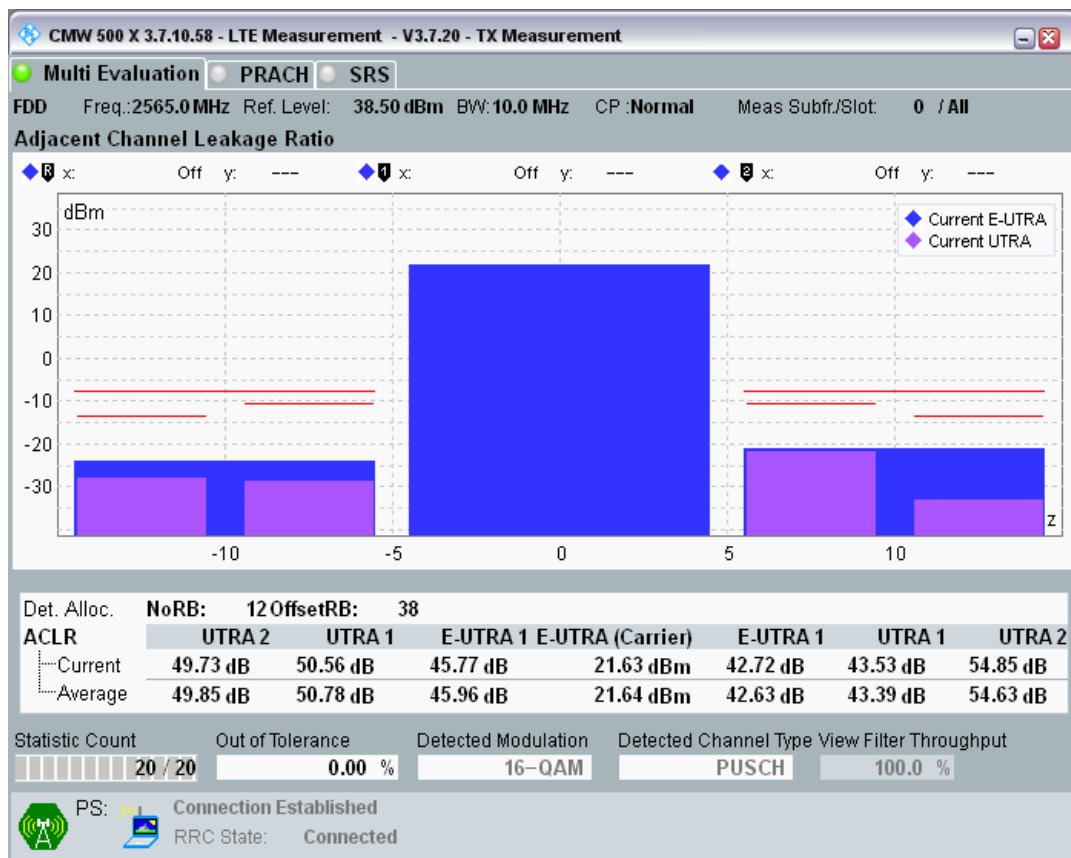 CMW 500 X 3.7.10.58 - LTE Measurement - V3.7.20 - TX Measurement
Multi Evaluation PRACH SRS
FDD Freq.:2565.0 MHz Ref. Level: 38.50 dBm BW:10.0 MHz CP :Normal Meas Subfr./Slot: 0 / All
Adjacent Channel Leakage Ratio
R x: Off y: --- 1 x: Off y: --- 2 x: Off y: ---
dBm
Current E-UTRA
Current UTRA
30
20
10
0
-10
-20
-30
z
-10 -5 0 5 10
Det. Alloc. NoRB: 12 OffsetRB: 38
ACLR UTRA 2 UTRA 1 E-UTRA 1 E-UTRA (Carrier) E-UTRA 1 UTRA 1 UTRA 2
Current 49.73 dB 50.56 dB 45.77 dB 21.63 dBm 42.72 dB 43.53 dB 54.85 dB
Average 49.85 dB 50.78 dB 45.96 dB 21.64 dBm 42.63 dB 43.39 dB 54.63 dB
Statistic Count Out of Tolerance Detected Modulation Detected Channel Type View Filter Throughput
20 / 20 0.00 % 16-QAM PUSCH 100.0 %
PS: Connection Established
RRC State: Connected